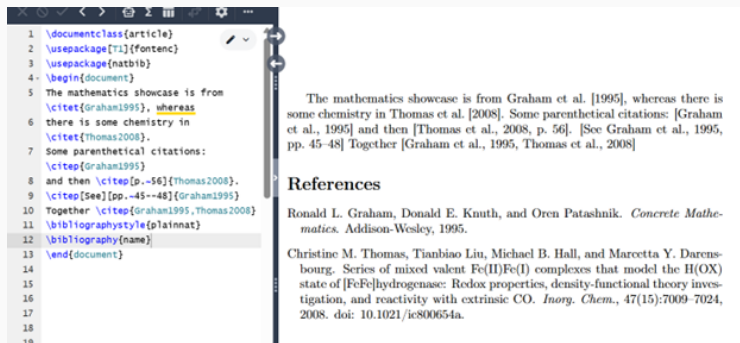 1 \documentclass{article}
2 \usepackage[T1]{fontenc}
3 \usepackage{natbib}
4 \begin{document}
5 The mathematics showcase is from
\citet{Graham1995}, whereas
6 there is some chemistry in
\citet{Thomas2008}.
7 Some parenthetical citations:
\citep{Graham1995}
8 and then \citep[p.~56]{Thomas2008}.
9 \citep[See][pp.~45--48]{Graham1995}
10 Together \citep{Graham1995,Thomas2008}
11 \bibliographystyle{plainnat}
12 \bibliography{name}
13 \end{document}
14
15
16
17
18
19
The mathematics showcase is from Graham et al. [1995], whereas there is
some chemistry in Thomas et al. [2008]. Some parenthetical citations: [Graham
et al., 1995] and then [Thomas et al., 2008, p. 56]. [See Graham et al., 1995,
pp. 45–48] Together [Graham et al., 1995, Thomas et al., 2008]
References
Ronald L. Graham, Donald E. Knuth, and Oren Patashnik. Concrete Mathe-
matics. Addison-Wesley, 1995.
Christine M. Thomas, Tianbiao Liu, Michael B. Hall, and Marcetta Y. Darens-
bourg. Series of mixed valent Fe(II)Fe(I) complexes that model the H(OX)
state of [FeFe]hydrogenase: Redox properties, density-functional theory inves-
tigation, and reactivity with extrinsic CO. Inorg. Chem., 47(15):7009–7024,
2008. doi: 10.1021/ic800654a.